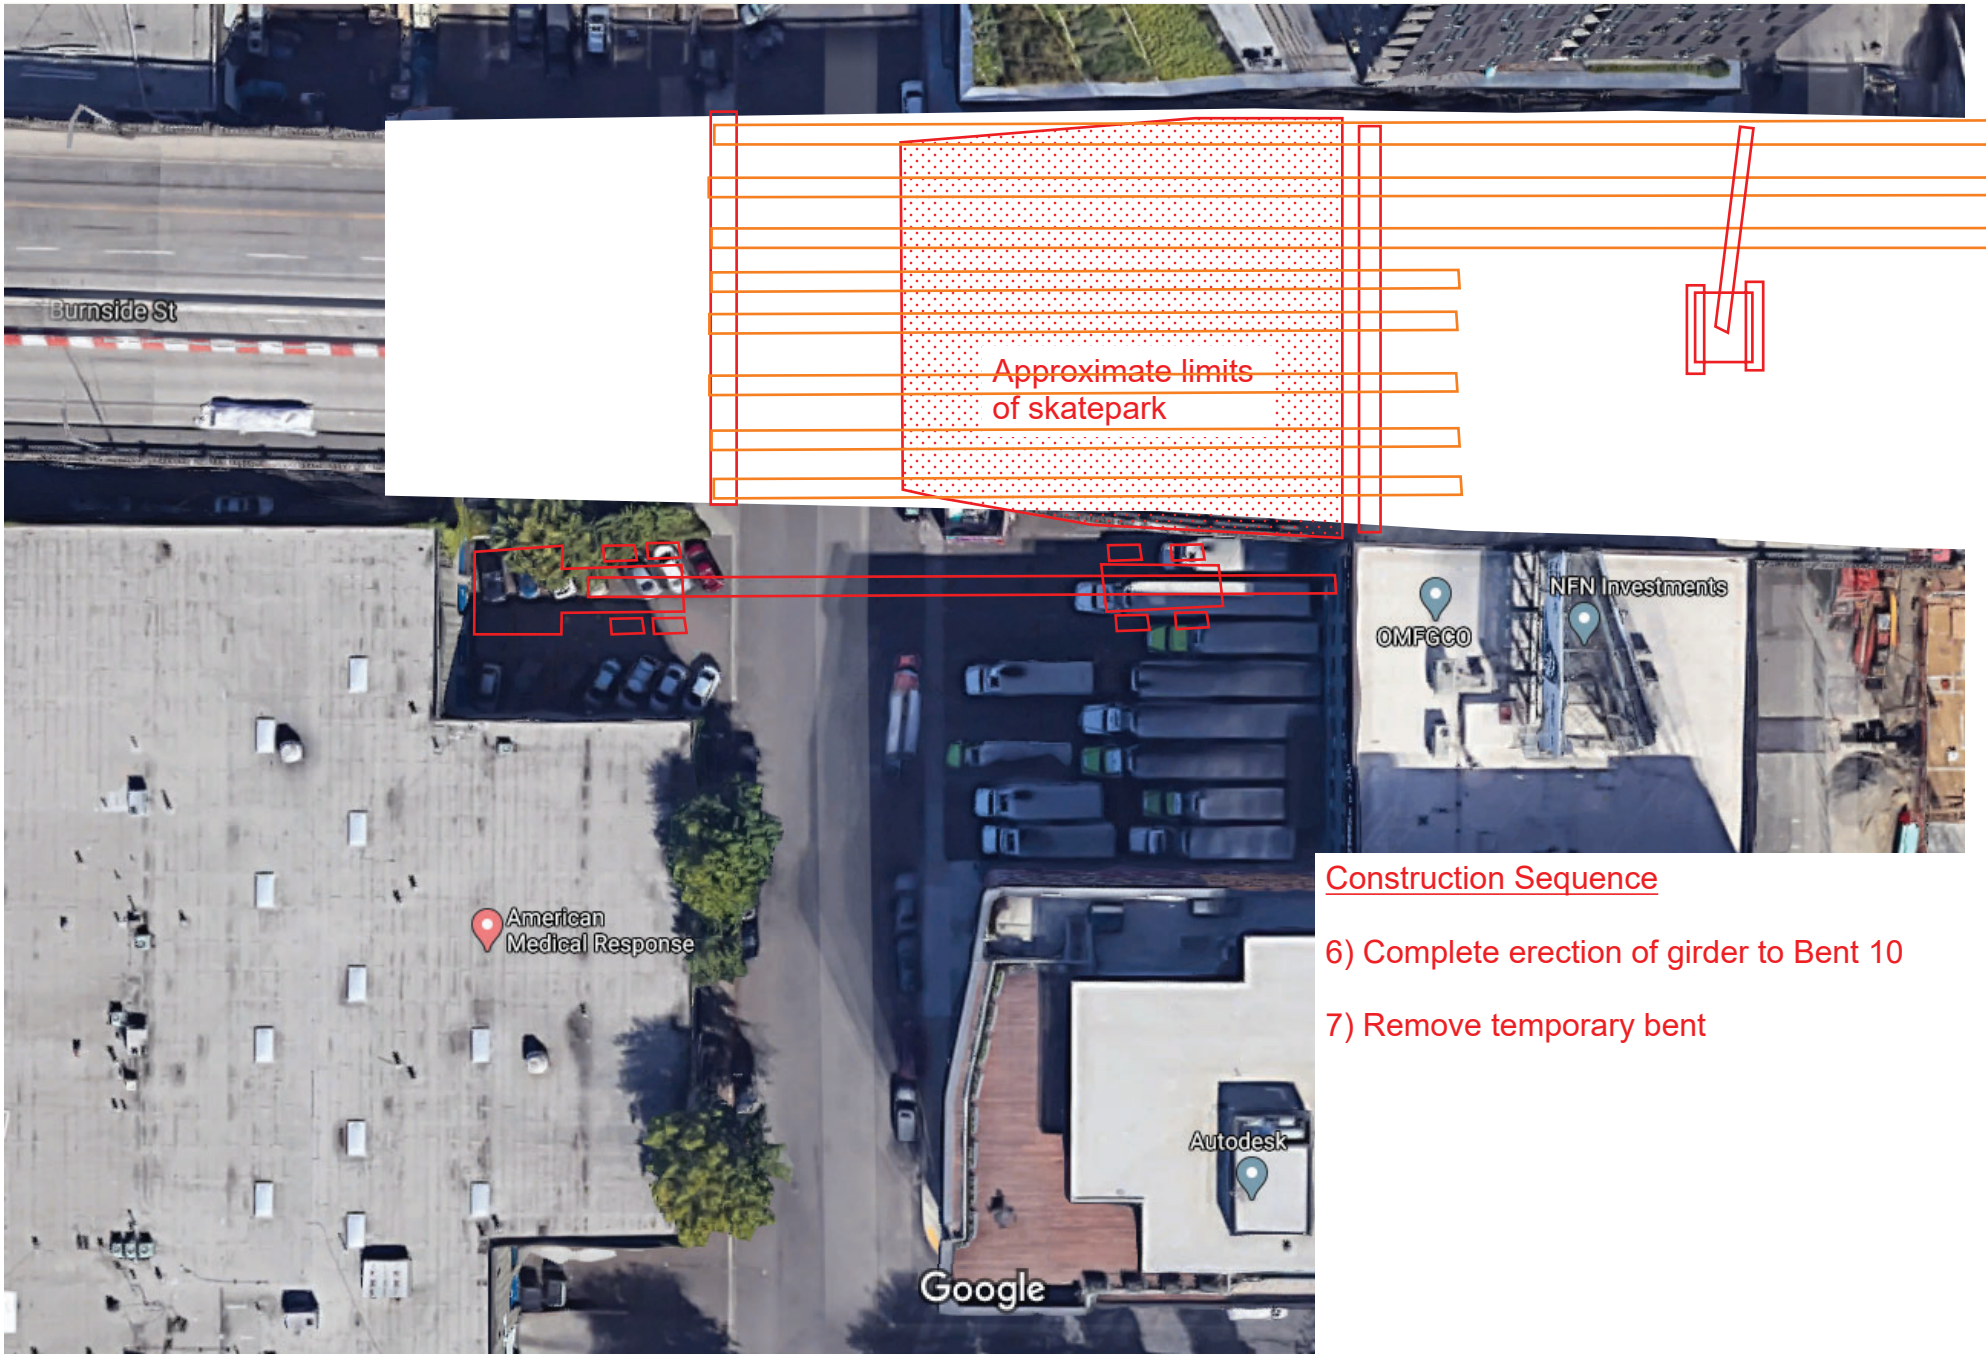 Burnside St
Approximate limits
of skatepark
NFN Investments
OMFGCO
Construction Sequence
6) Complete erection of girder to Bent 10
7) Remove temporary bent
American
Medical Response
Autodesk
Google